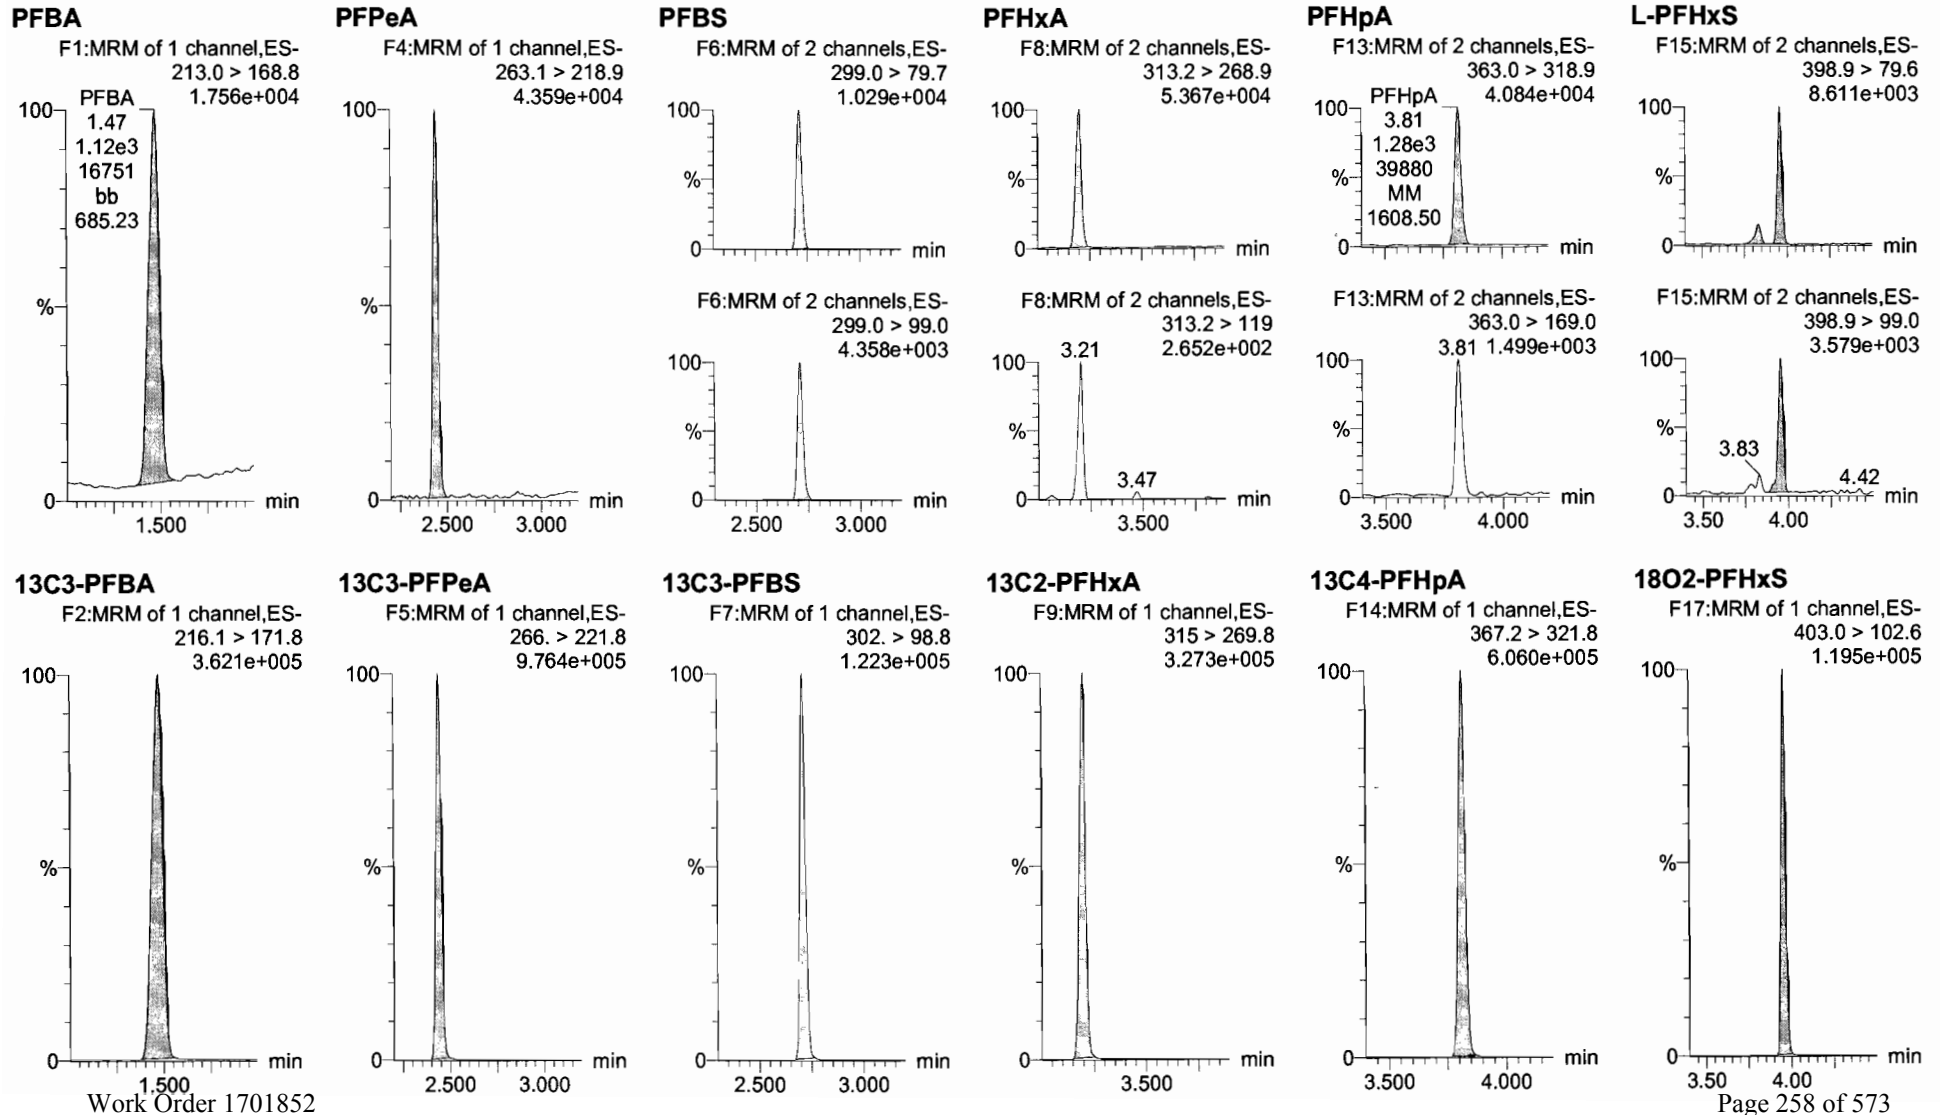 PFBA
F1:MRM of 1 channel,ES-
213.0 > 168.8
1.756e+004
PFBA
1.47
1.12e3
16751
bb
685.23
100
%
0
min
1.500
PFPeA
F4:MRM of 1 channel,ES-
263.1 > 218.9
4.359e+004
100
%
0
min
2.500 3.000
PFBS
F6:MRM of 2 channels,ES-
299.0 > 79.7
1.029e+004
100
%
0
min
F6:MRM of 2 channels,ES-
299.0 > 99.0
4.358e+003
100
%
0
min
2.500 3.000
PFHxA
F8:MRM of 2 channels,ES-
313.2 > 268.9
5.367e+004
100
%
0
min
F8:MRM of 2 channels,ES-
313.2 > 119
3.21 2.652e+002
100
%
3.47
0
min
3.500
PFHpA
F13:MRM of 2 channels,ES-
363.0 > 318.9
4.084e+004
PFHpA
3.81
1.28e3
39880
MM
1608.50
100
%
0
min
F13:MRM of 2 channels,ES-
363.0 > 169.0
3.81 1.499e+003
100
%
0
min
3.500 4.000
L-PFHxS
F15:MRM of 2 channels,ES-
398.9 > 79.6
8.611e+003
100
%
0
min
F15:MRM of 2 channels,ES-
398.9 > 99.0
3.579e+003
100
%
3.83
4.42
0
min
3.50 4.00
13C3-PFBA
F2:MRM of 1 channel,ES-
216.1 > 171.8
3.621e+005
100
%
0
min
1.500
13C3-PFPeA
F5:MRM of 1 channel,ES-
266. > 221.8
9.764e+005
100
%
0
min
2.500 3.000
13C3-PFBS
F7:MRM of 1 channel,ES-
302. > 98.8
1.223e+005
100
%
0
min
2.500 3.000
13C2-PFHxA
F9:MRM of 1 channel,ES-
315 > 269.8
3.273e+005
100
%
0
min
3.500
13C4-PFHpA
F14:MRM of 1 channel,ES-
367.2 > 321.8
6.060e+005
100
%
0
min
3.500 4.000
18O2-PFHxS
F17:MRM of 1 channel,ES-
403.0 > 102.6
1.195e+005
100
%
0
min
3.50 4.00
Work Order 1701852
Page 258 of 573